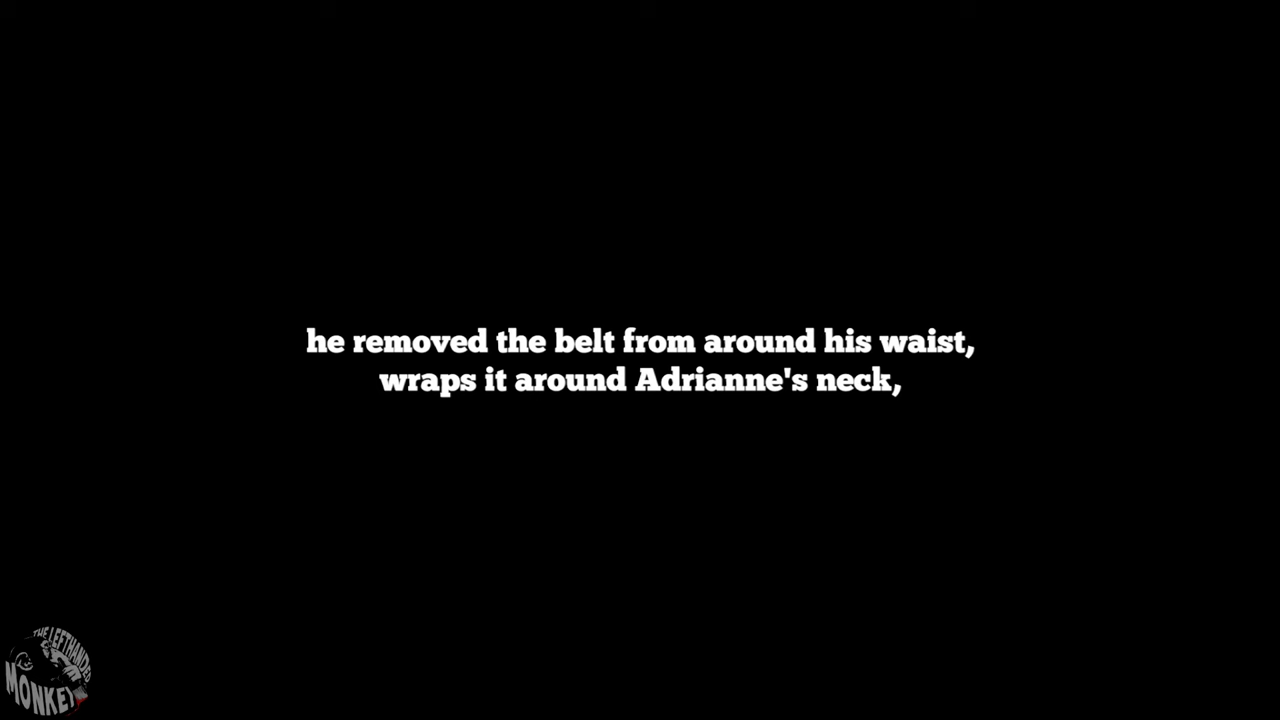 he removed the belt from around his waist,
wraps it around Adrianne's neck,
THE LEFTHANDED
MONKEY